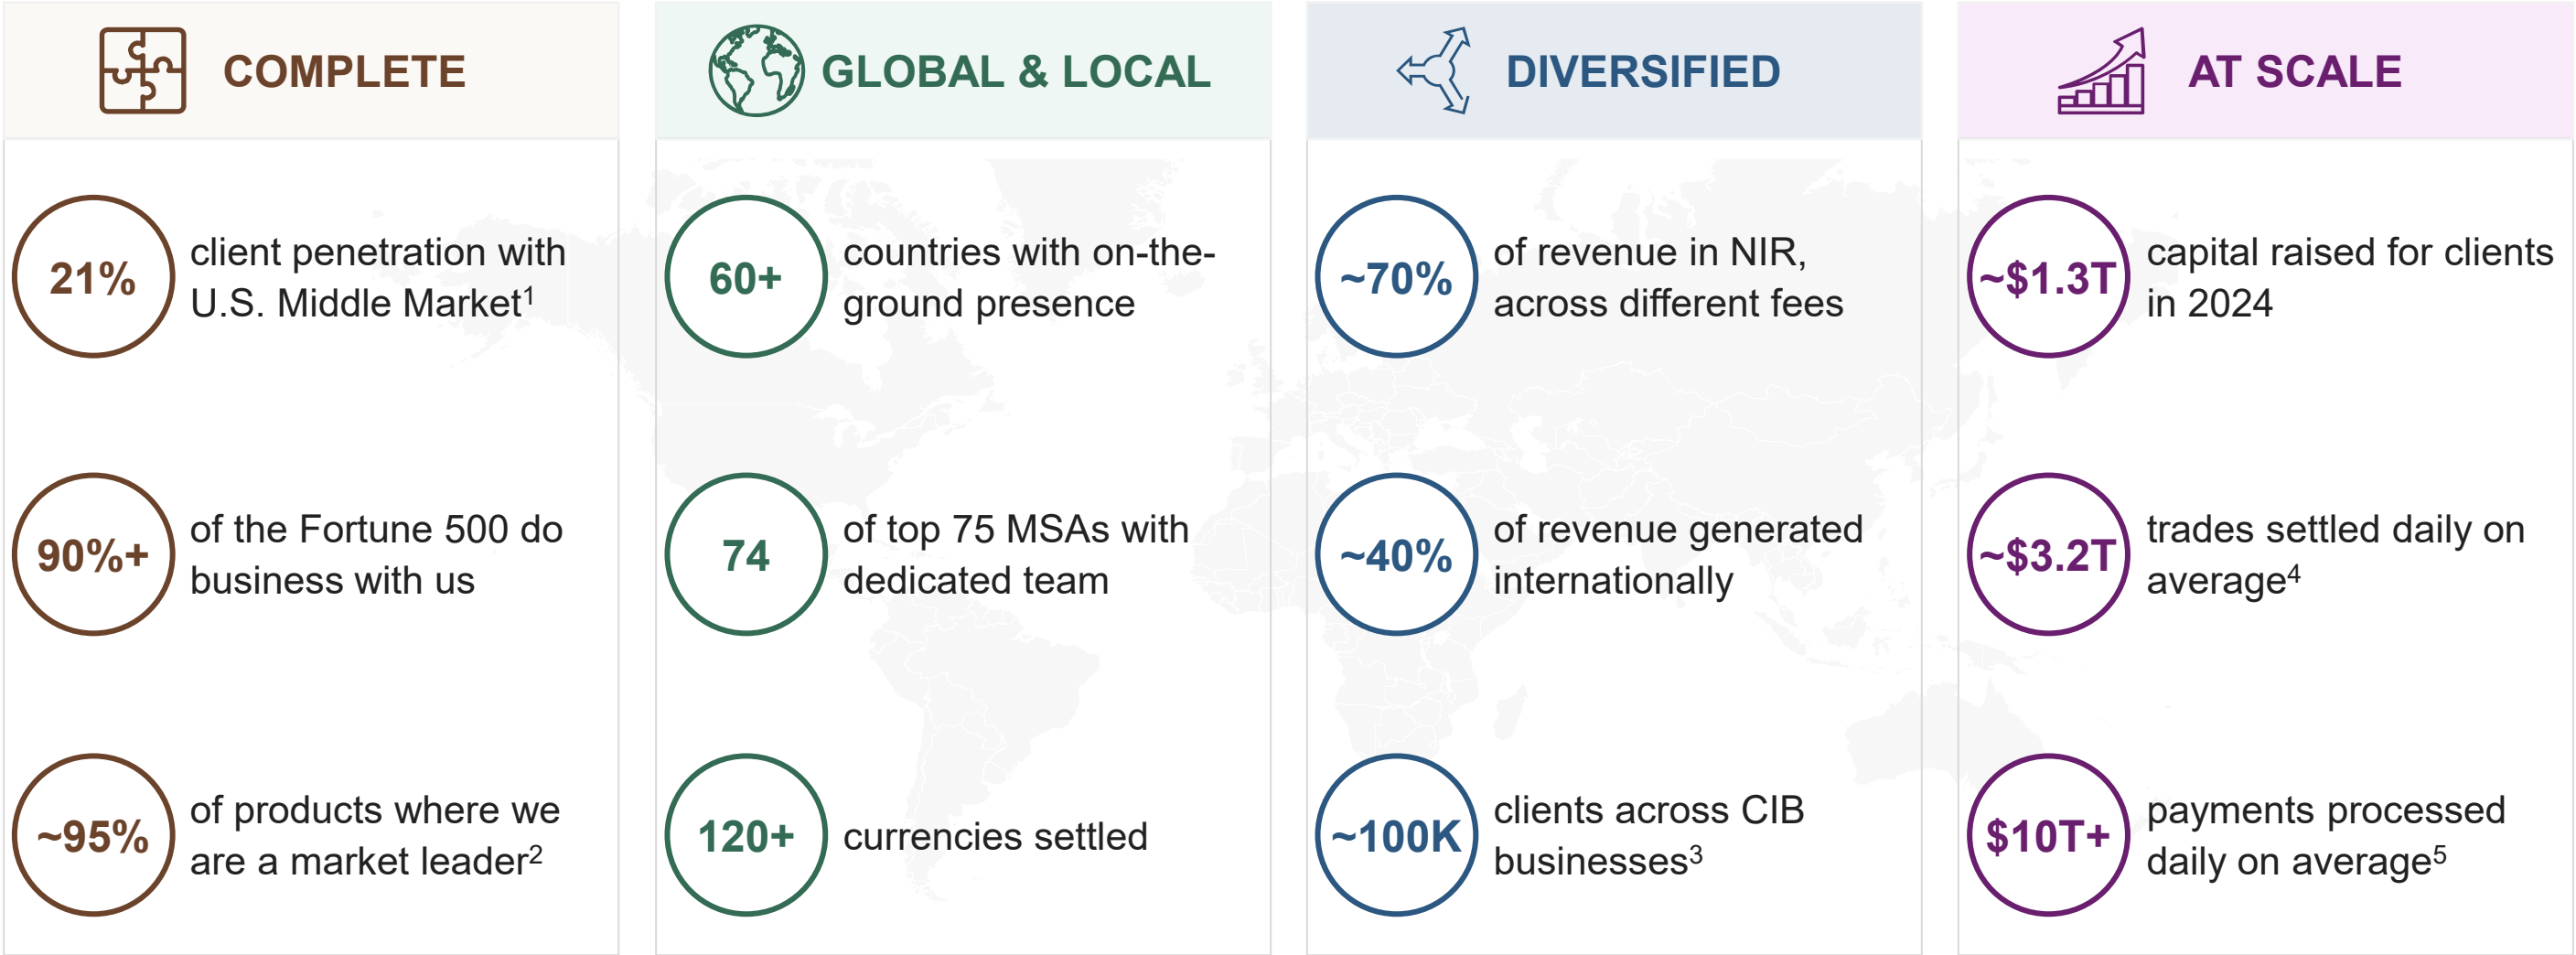 COMPLETE
21%
client penetration with
U.S. Middle Market¹
90%+
of the Fortune 500 do
business with us
~95%
of products where we
are a market leader²
GLOBAL & LOCAL
60+
countries with on-the-
ground presence
74
of top 75 MSAs with
dedicated team
120+
currencies settled
DIVERSIFIED
~70%
of revenue in NIR,
across different fees
~40%
of revenue generated
internationally
~100K
clients across CIB
businesses³
AT SCALE
~$1.3T
capital raised for clients
in 2024
~$3.2T
trades settled daily on
average⁴
$10T+
payments processed
daily on average⁵